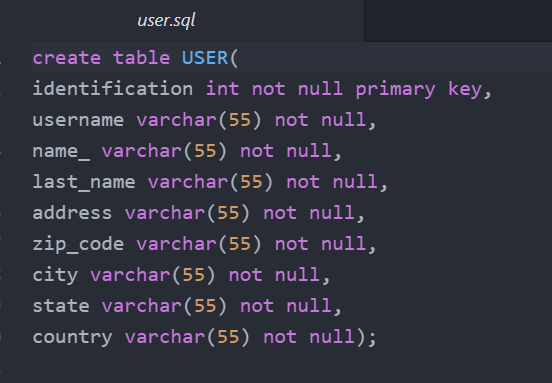 user.sql
create table USER(
identification int not null primary key,
username varchar(55) not null,
name_ varchar(55) not null,
last_name varchar(55) not null,
address varchar(55) not null,
zip_code varchar(55) not null,
city varchar(55) not null,
state varchar(55) not null,
country varchar(55) not null);